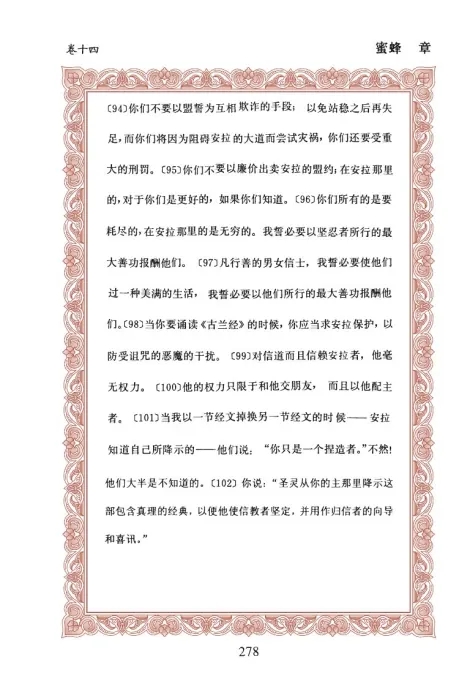 卷十四
蜜蜂 章
〔94〕你们不要以盟誓为互相欺诈的手段；以免站稳之后再失
足，而你们将因为阻碍安拉的大道而尝试灾祸，你们还要受重
大的刑罚。〔95〕你们不要以廉价出卖安拉的盟约；在安拉那里
的，对于你们是更好的，如果你们知道。〔96〕你们所有的是要
耗尽的，在安拉那里的是无穷的。我誓必要以坚忍者所行的最
大善功报酬他们。〔97〕凡行善的男女信士，我誓必要使他们
过一种美满的生活，我誓必要以他们所行的最大善功报酬他
们。〔98〕当你要诵读《古兰经》的时候，你应当求安拉保护，以
防受诅咒的恶魔的干扰。〔99〕对信道而且信赖安拉者，他毫
无权力。〔100〕他的权力只限于和他交朋友，而且以他配主
者。〔101〕当我以一节经文掉换另一节经文的时候——安拉
知道自己所降示的——他们说：“你只是一个捏造者。”不然！
他们大半是不知道的。〔102〕你说：“圣灵从你的主那里降示这
部包含真理的经典，以使他使信教者坚定，并用作归信者的向导
和喜讯。”
278